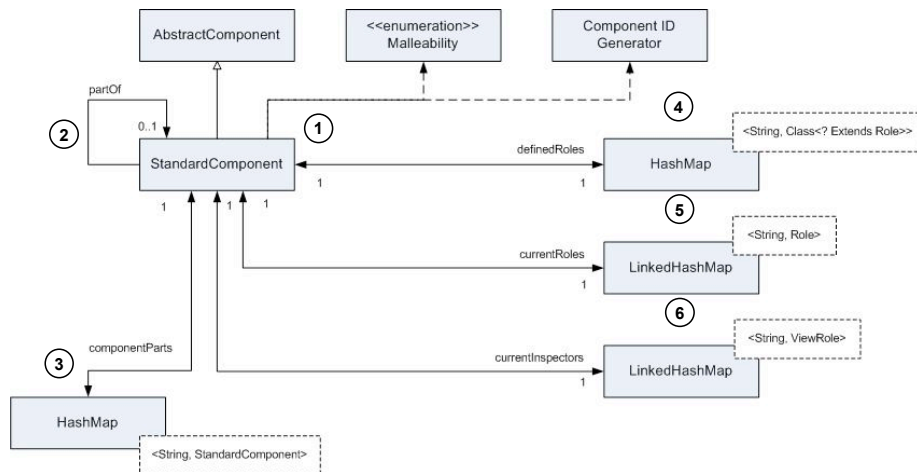 AbstractComponent
<<enumeration>>
Malleability
Component ID
Generator
partOf
2
0..1
1
4
<String, Class<? Extends Role>>
StandardComponent
definedRoles
HashMap
1
1
1
1
1
5
<String, Role>
currentRoles
LinkedHashMap
1
6
<String, ViewRole>
3
componentParts
currentInspectors
LinkedHashMap
1
HashMap
<String, StandardComponent>